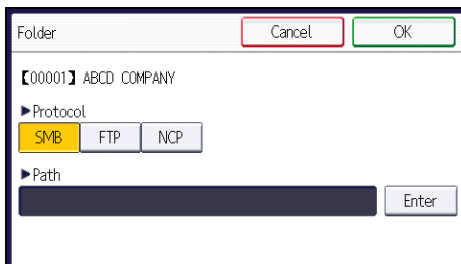 Folder Cancel OK
【00001】 ABCD COMPANY
▶Protocol
SMB FTP NCP
▶Path
Enter